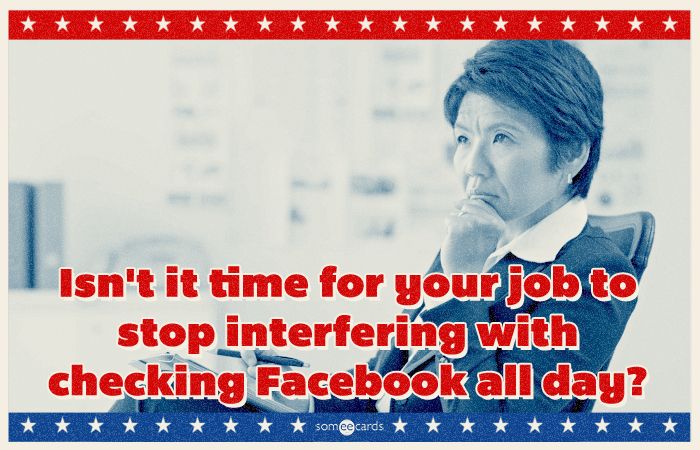 Isn't it time for your job to
stop interfering with
checking Facebook all day?
someecards